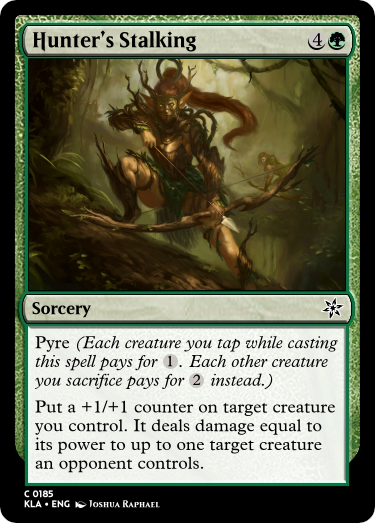 Hunter's Stalking 4
Sorcery
Pyre (Each creature you tap while casting
this spell pays for 1. Each other creature
you sacrifice pays for 2 instead.)
Put a +1/+1 counter on target creature
you control. It deals damage equal to
its power to up to one target creature
an opponent controls.
C 0185
KLA • ENG Joshua Raphael